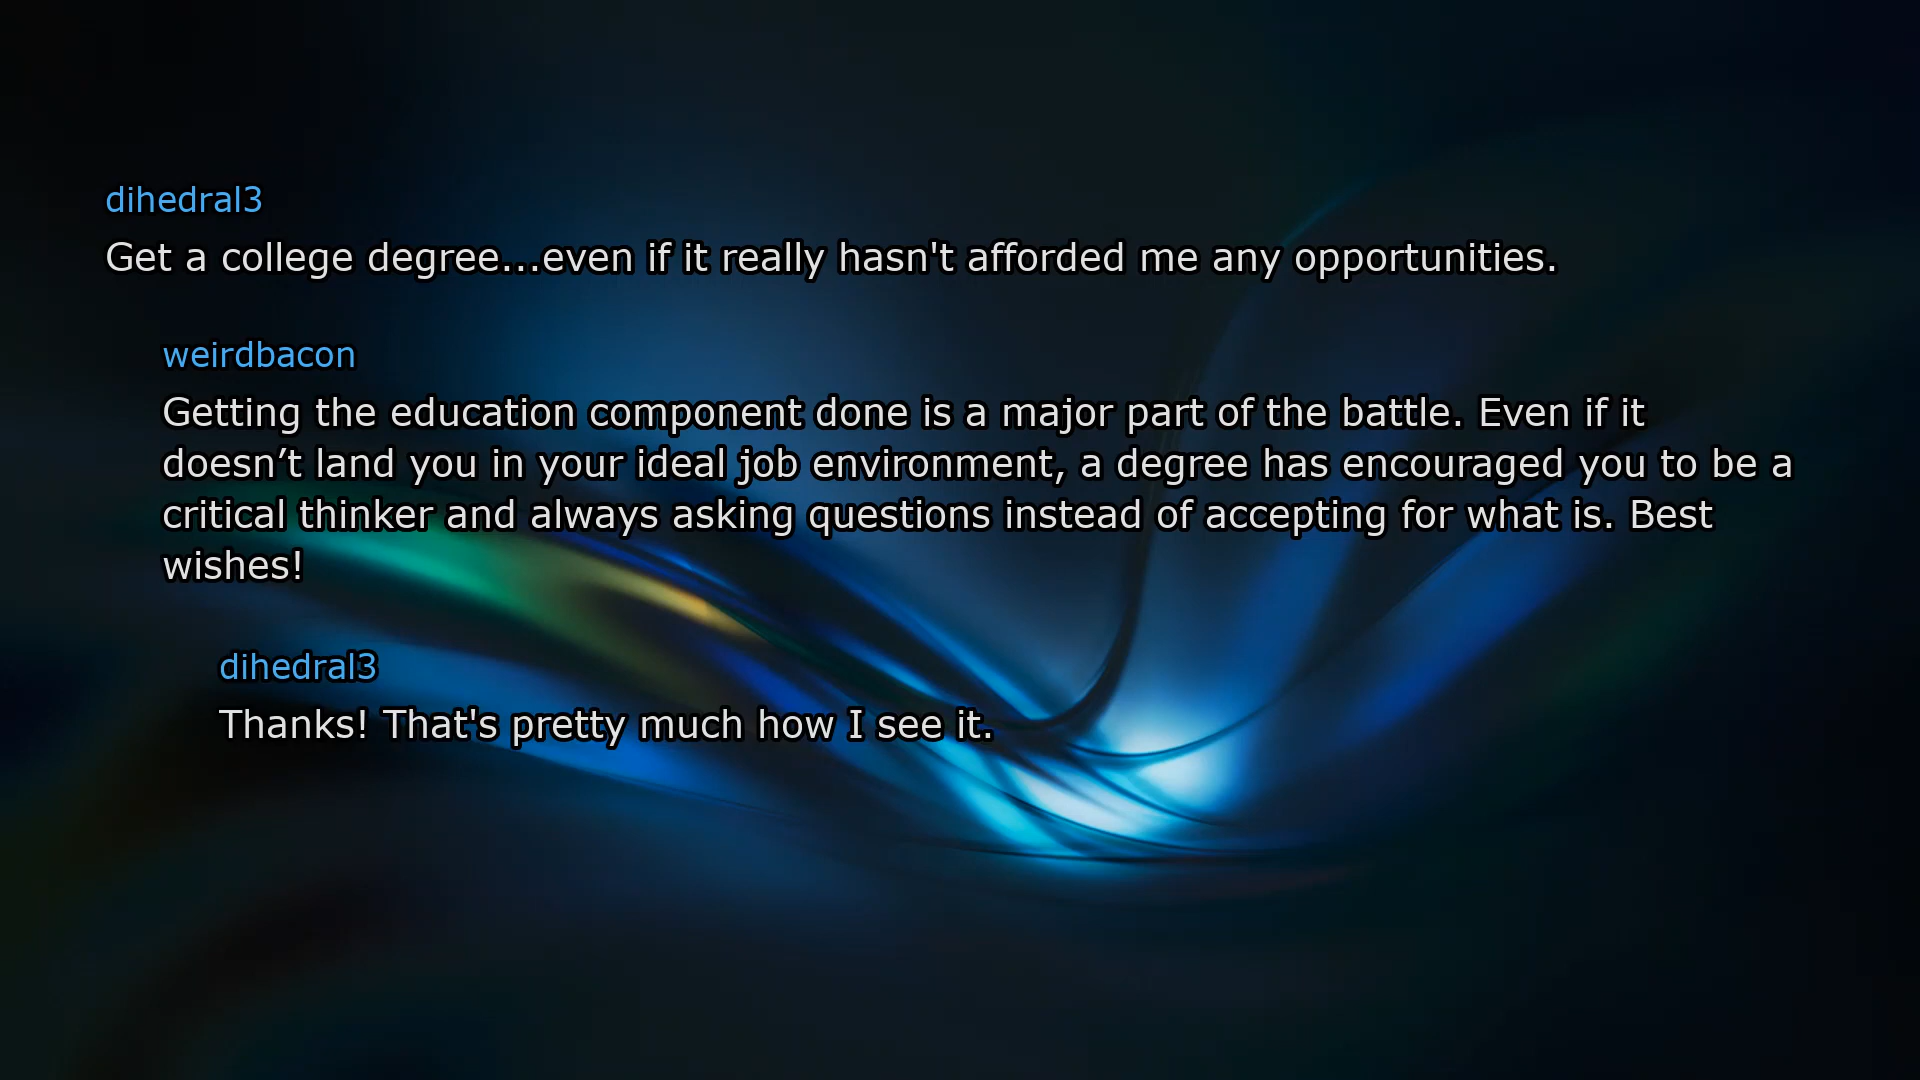 dihedral3
Get a college degree...even if it really hasn't afforded me any opportunities.
weirdbacon
Getting the education component done is a major part of the battle. Even if it
doesn’t land you in your ideal job environment, a degree has encouraged you to be a
critical thinker and always asking questions instead of accepting for what is. Best
wishes!
dihedral3
Thanks! That's pretty much how I see it.